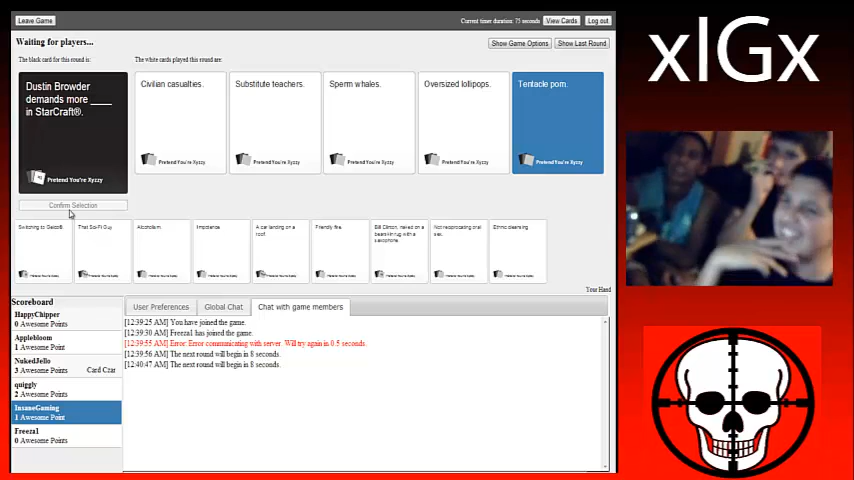 Leave Game
Current timer duration: 75 seconds
View Cards
Log out
Waiting for players...
Show Game Options
Show Last Round
The black card for this round is:
The white cards played this round are:
Dustin Browder
demands more ____
in StarCraft®.
Pretend You're Xyzzy
Civilian casualties.
Pretend You're Xyzzy
Substitute teachers.
Pretend You're Xyzzy
Sperm whales.
Pretend You're Xyzzy
Oversized lollipops.
Pretend You're Xyzzy
Tentacle porn.
Pretend You're Xyzzy
Confirm Selection
Switching to Geico®.
That Sci-Fi Guy
Alcoholism.
Impotence
A car landing on a
roof
Friendly fire.
Bill Clinton, naked on a
bearskin rug with a
saxophone.
Not reciprocating oral
sex.
Ethnic cleansing
Your Hand
Scoreboard
HappyChipper
0 Awesome Points
Applebloom
1 Awesome Point
NukedJello
3 Awesome Points
Card Czar
quiggly
2 Awesome Points
InsaneGaming
1 Awesome Point
Freeza1
0 Awesome Points
User Preferences
Global Chat
Chat with game members
[12:39:25 AM] You have joined the game.
[12:39:30 AM] Freeza1 has joined the game.
[12:39:55 AM] Error: Error communicating with server. Will try again in 0.5 seconds.
[12:39:56 AM] The next round will begin in 8 seconds.
[12:40:47 AM] The next round will begin in 8 seconds.
xIGx